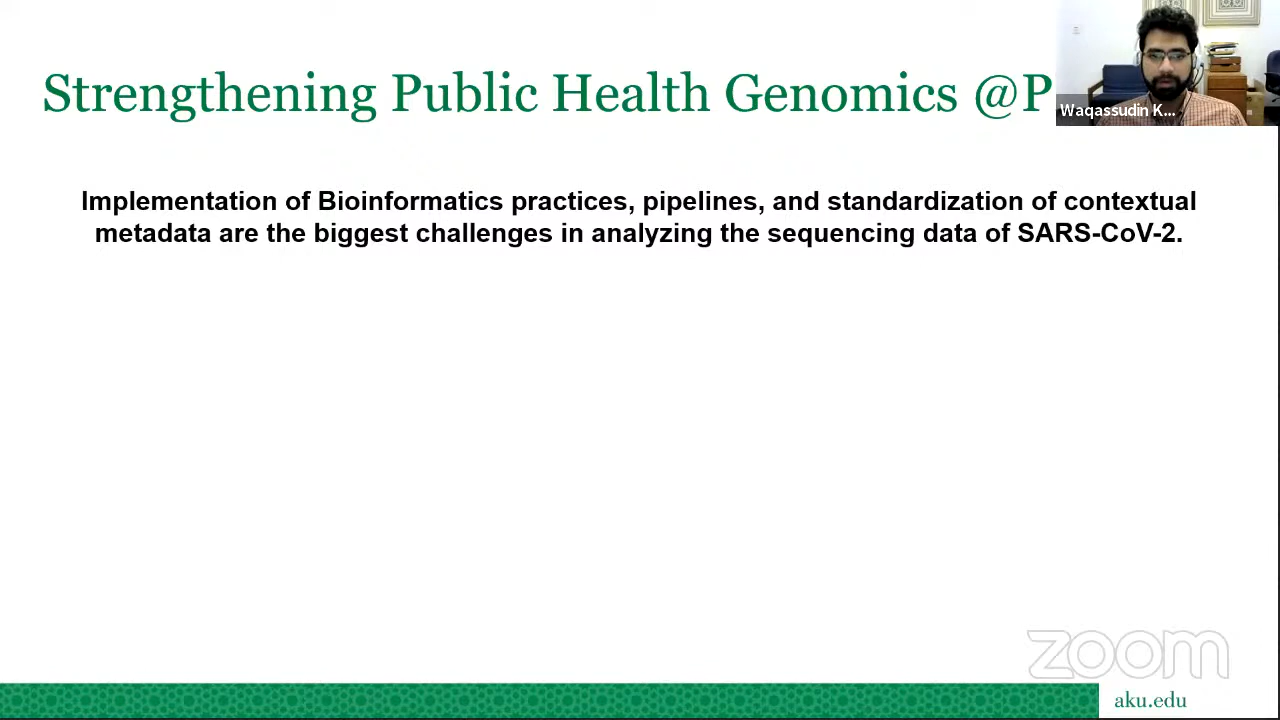 Strengthening Public Health Genomics @P
Waqassudin K...
Implementation of Bioinformatics practices, pipelines, and standardization of contextual
metadata are the biggest challenges in analyzing the sequencing data of SARS-CoV-2.
zoom
aku.edu